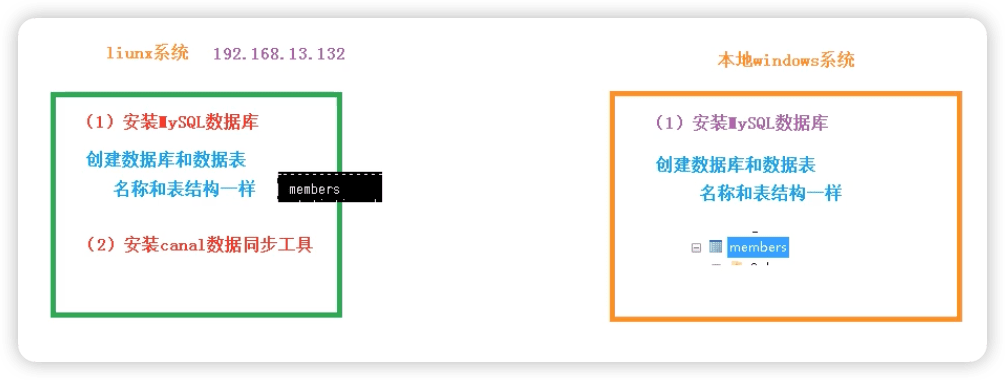 liunx系统 192.168.13.132
(1) 安装MySQL数据库
创建数据库和数据表
名称和表结构一样
members
(2) 安装canal数据同步工具
本地windows系统
(1) 安装MySQL数据库
创建数据库和数据表
名称和表结构一样
members